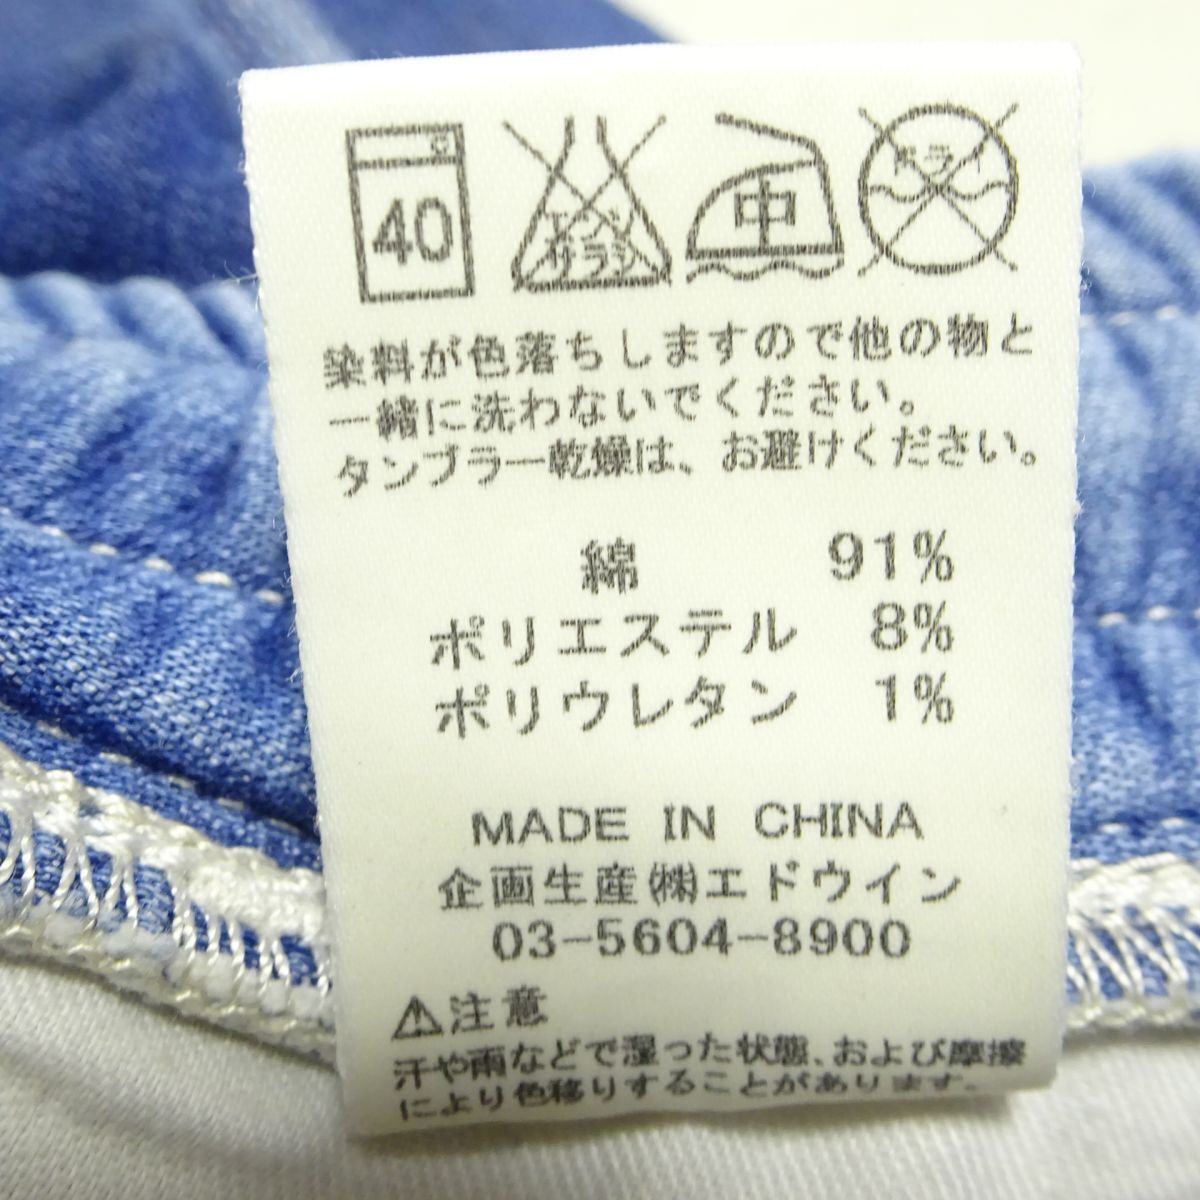 40
エンソ
サラシ
中
ドライ
染料が色落ちしますので他の物と
一緒に洗わないでください。
タンブラー乾燥は、お避けください。
綿 91%
ポリエステル 8%
ポリウレタン 1%
MADE IN CHINA
企画生産㈱エドウイン
03-5604-8900
⚠注意
汗や雨などで湿った状態、および摩擦
により色移りすることがあります。